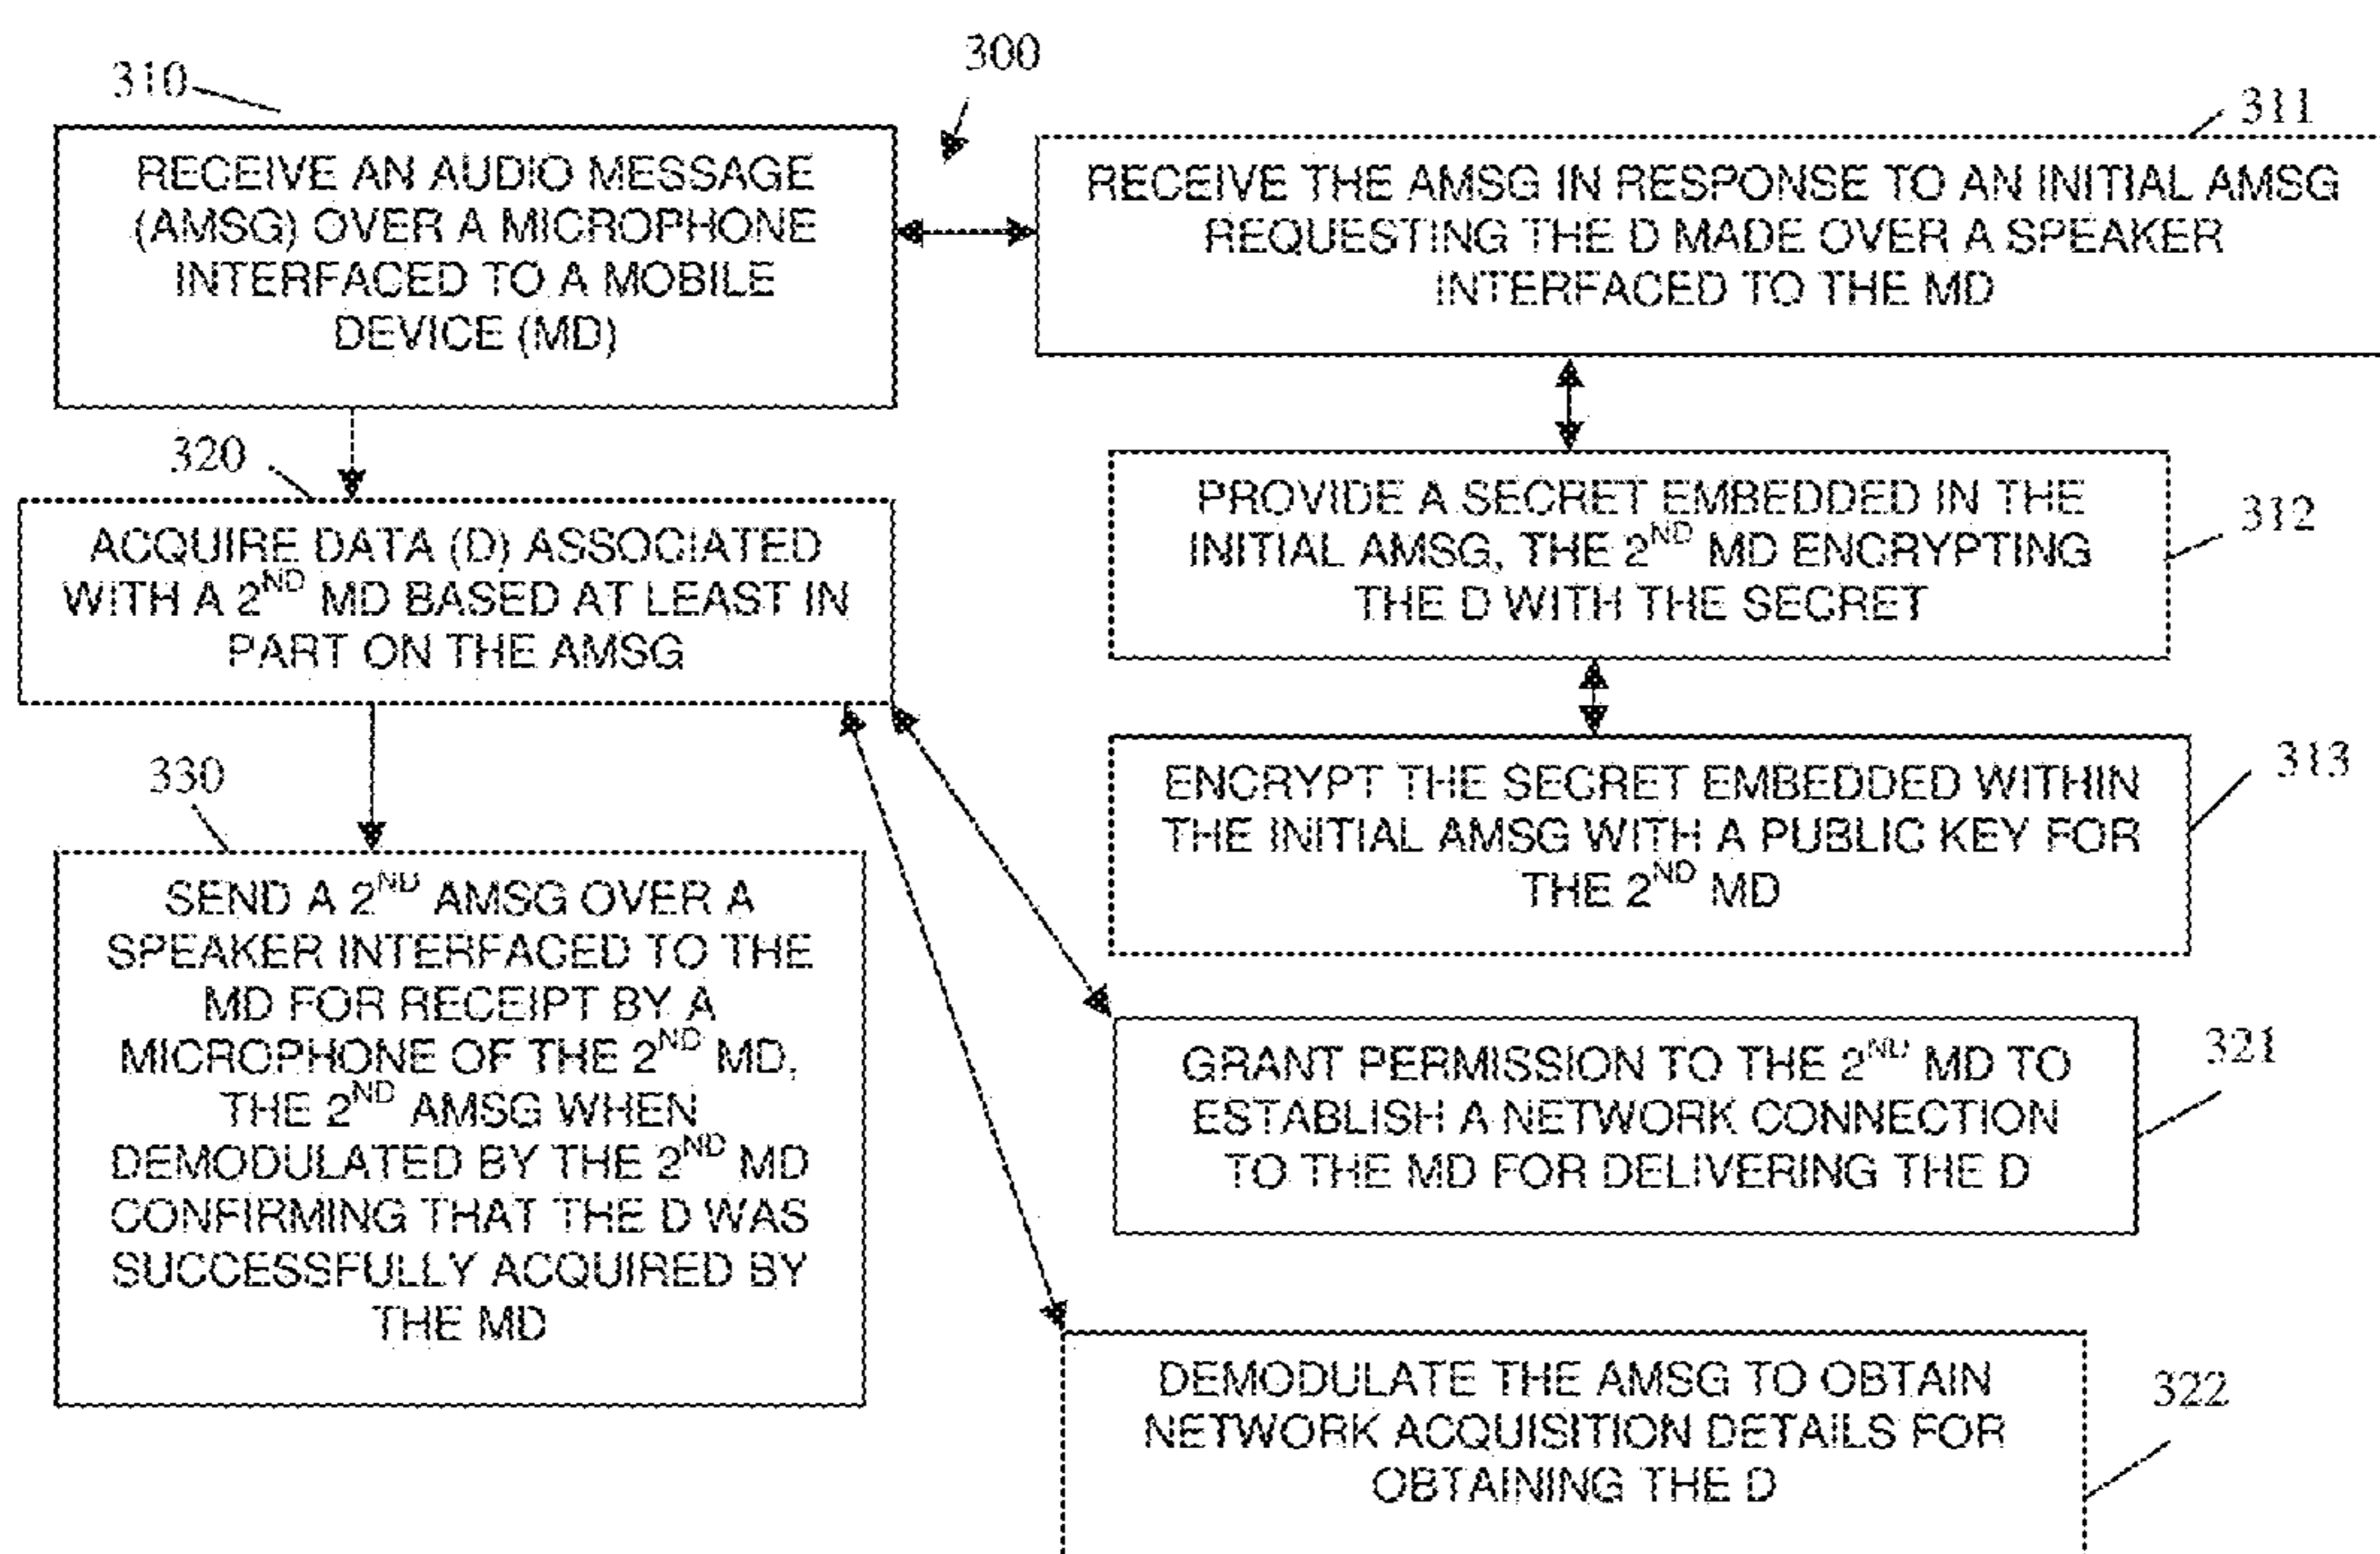 300
310
RECEIVE AN AUDIO MESSAGE
(AMSG) OVER A MICROPHONE
INTERFACED TO A MOBILE
DEVICE (MD)
311
RECEIVE THE AMSG IN RESPONSE TO AN INITIAL AMSG
REQUESTING THE D MADE OVER A SPEAKER
INTERFACED TO THE MD
320
ACQUIRE DATA (D) ASSOCIATED
WITH A 2ND MD BASED AT LEAST IN
PART ON THE AMSG
312
PROVIDE A SECRET EMBEDDED IN THE
INITIAL AMSG, THE 2ND MD ENCRYPTING
THE D WITH THE SECRET
313
ENCRYPT THE SECRET EMBEDDED WITHIN
THE INITIAL AMSG WITH A PUBLIC KEY FOR
THE 2ND MD
330
SEND A 2ND AMSG OVER A
SPEAKER INTERFACED TO THE
MD FOR RECEIPT BY A
MICROPHONE OF THE 2ND MD,
THE 2ND AMSG WHEN
DEMODULATED BY THE 2ND MD
CONFIRMING THAT THE D WAS
SUCCESSFULLY ACQUIRED BY
THE MD
321
GRANT PERMISSION TO THE 2ND MD TO
ESTABLISH A NETWORK CONNECTION
TO THE MD FOR DELIVERING THE D
322
DEMODULATE THE AMSG TO OBTAIN
NETWORK ACQUISITION DETAILS FOR
OBTAINING THE D